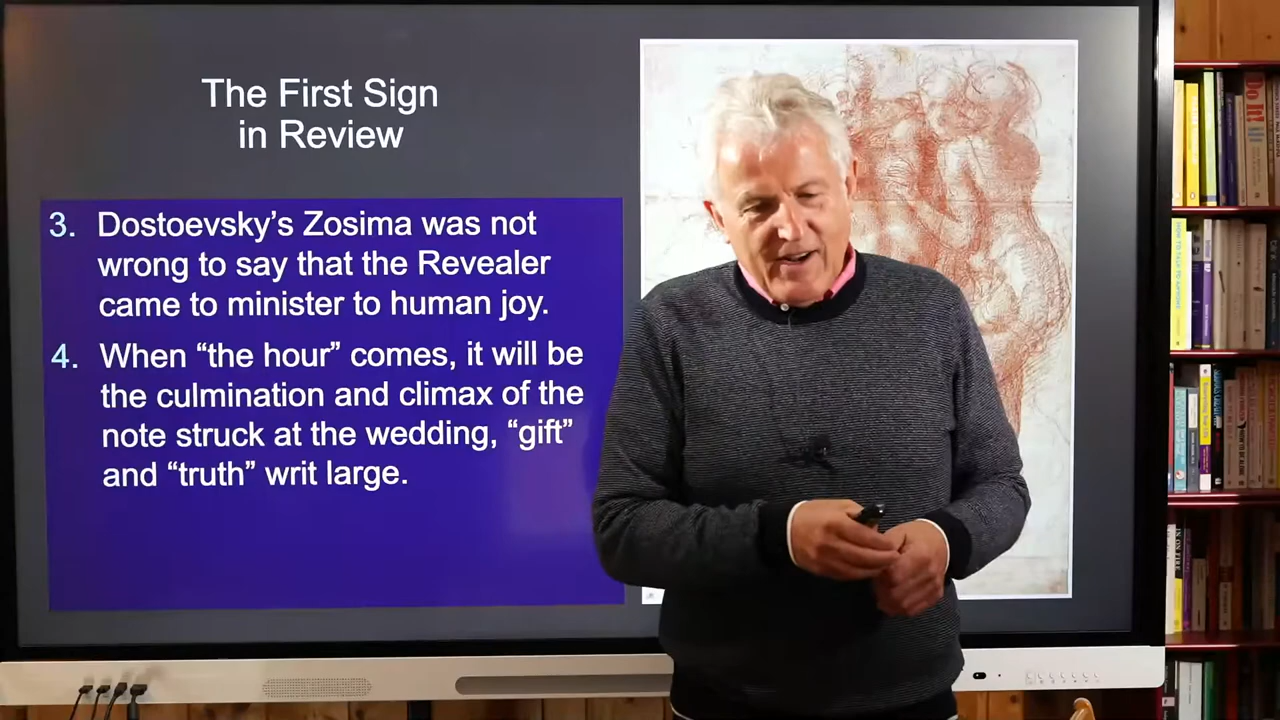 The First Sign
in Review
3. Dostoevsky’s Zosima was not
wrong to say that the Revealer
came to minister to human joy.
4. When “the hour” comes, it will be
the culmination and climax of the
note struck at the wedding, “gift”
and “truth” writ large.
Do It!